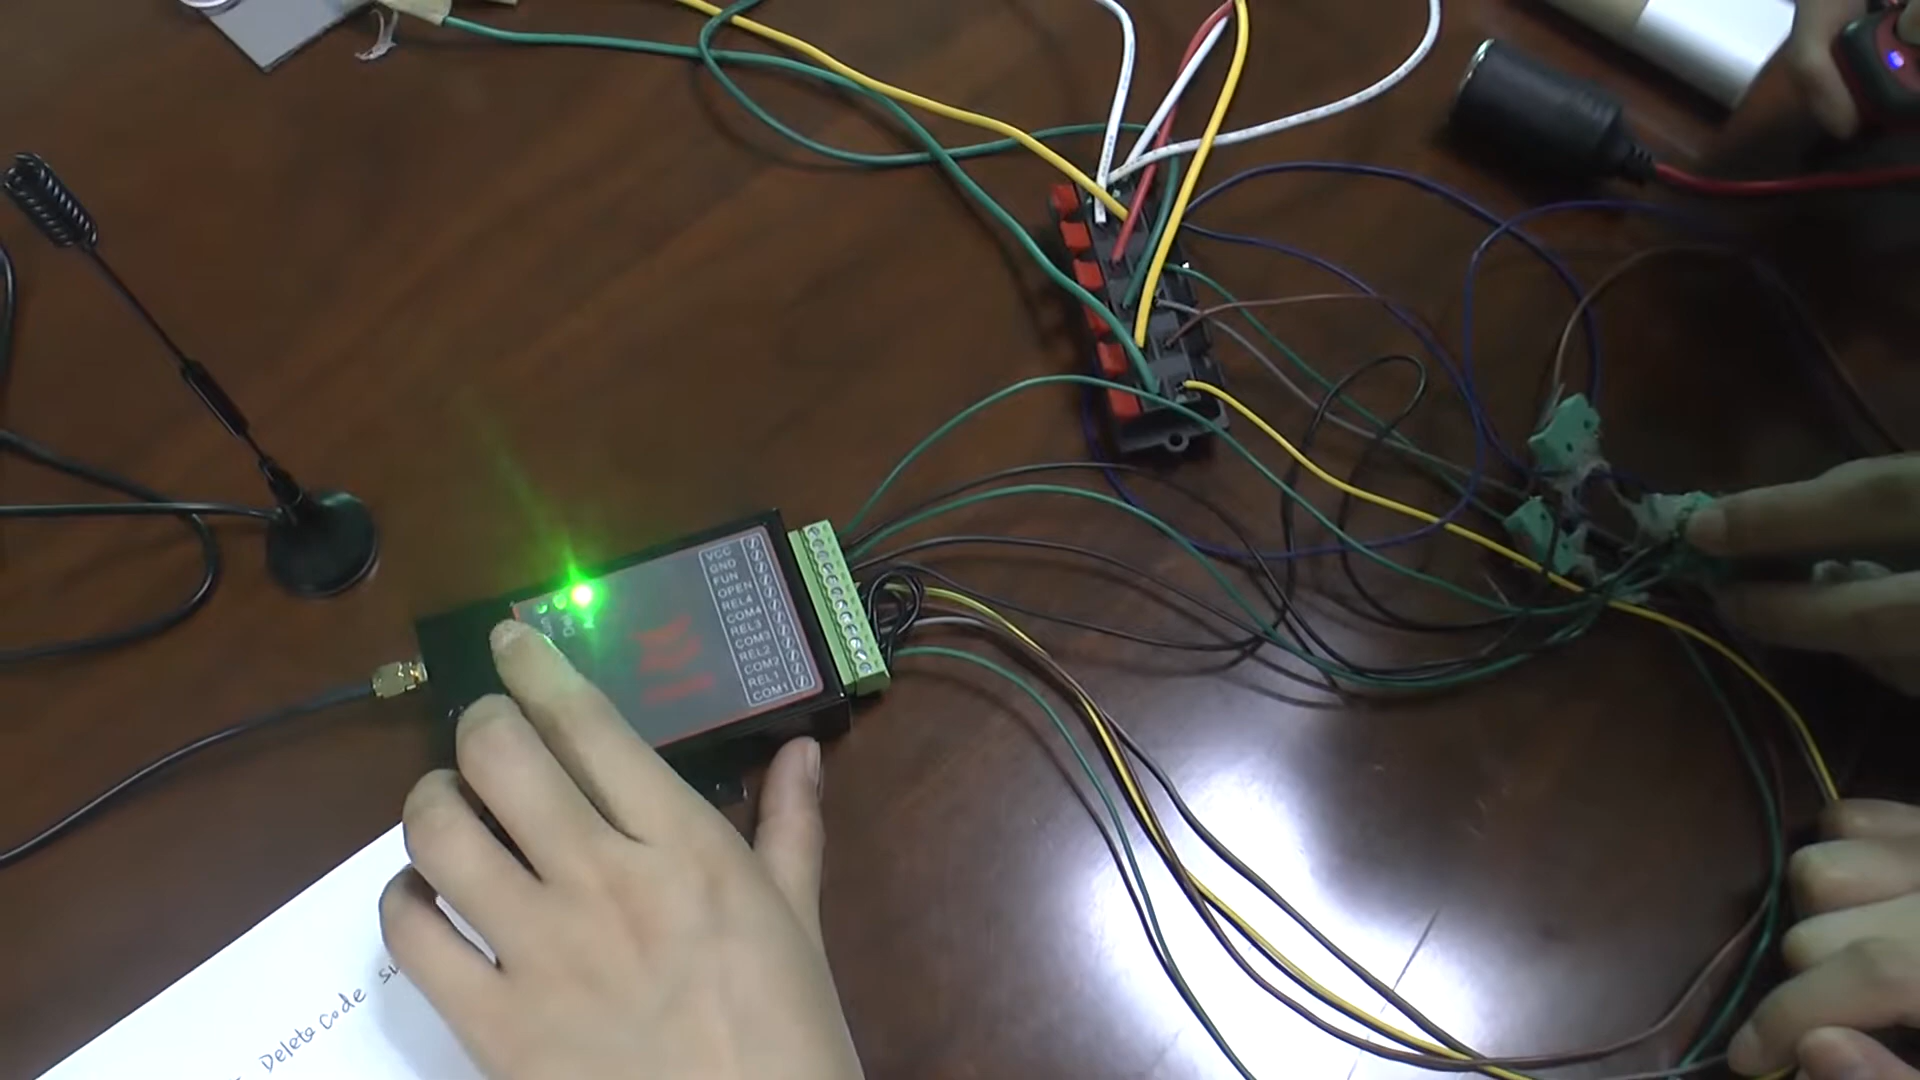 VCC
GND
FUN
OPEN
REL4
COM4
REL3
COM3
REL2
COM2
REL1
COM1
Delete Code